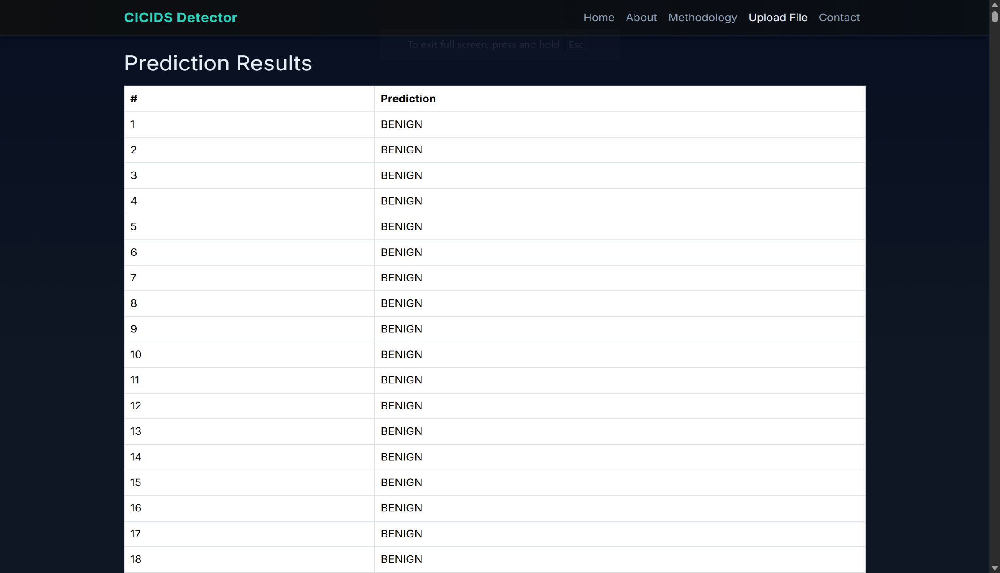 CICIDS Detector
Home About Methodology Upload File Contact
To exit full screen, press and hold Esc
Prediction Results
# Prediction
1 BENIGN
2 BENIGN
3 BENIGN
4 BENIGN
5 BENIGN
6 BENIGN
7 BENIGN
8 BENIGN
9 BENIGN
10 BENIGN
11 BENIGN
12 BENIGN
13 BENIGN
14 BENIGN
15 BENIGN
16 BENIGN
17 BENIGN
18 BENIGN